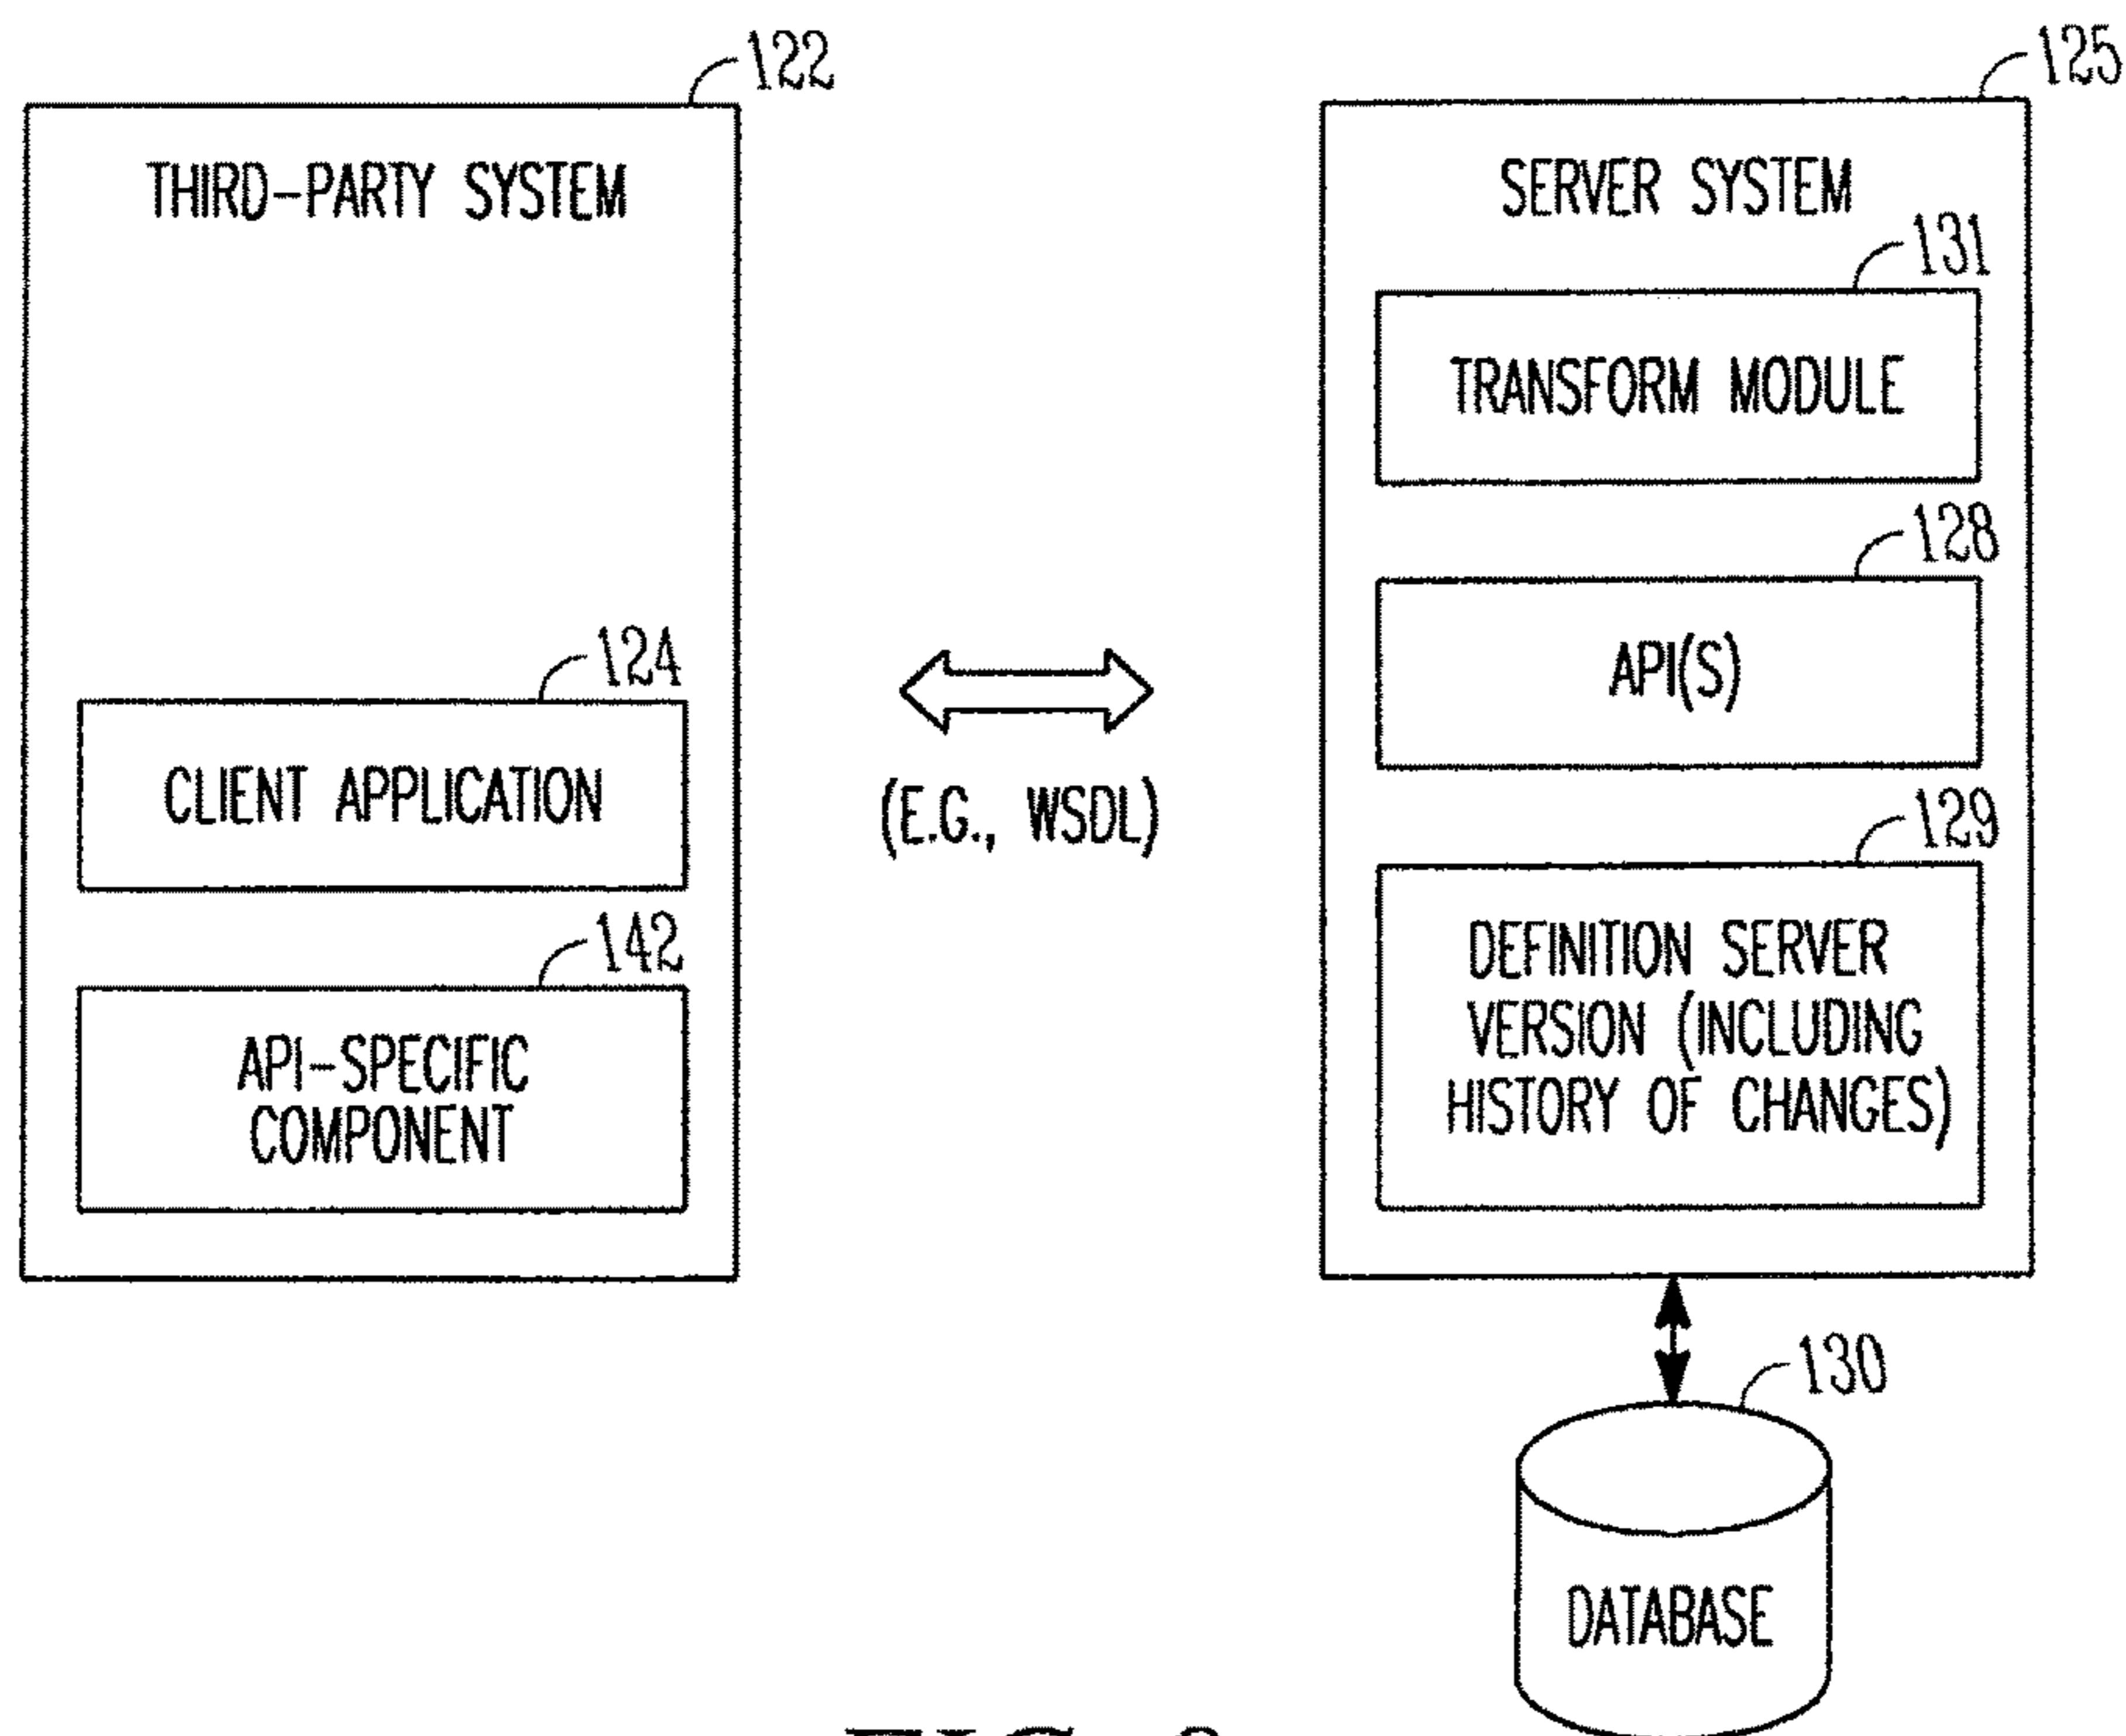 122
THIRD-PARTY SYSTEM
124
CLIENT APPLICATION
142
API-SPECIFIC
COMPONENT
(E.G., WSDL)
125
SERVER SYSTEM
131
TRANSFORM MODULE
128
API(S)
129
DEFINITION SERVER
VERSION (INCLUDING
HISTORY OF CHANGES)
130
DATABASE